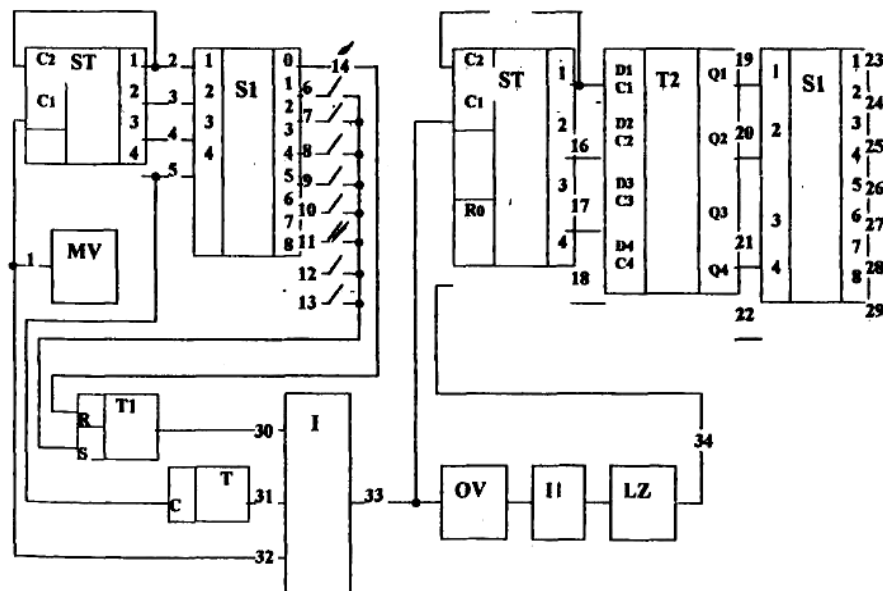 C2 ST 1 2 1 S1 0 14
C1 2 3 2 1 6
3 4 3 2 7
4 4 3 8
5 4 9
5 10
6 11
7 12
8 13
1 MV
R T1 30 I
S
C T 31 33
32
C2 ST 1 D1 T2 Q1 19 1 S1 1 23
C1 C1 2 24
2 16 D2 C2 Q2 20 2 3 25
4
3 17 D3 C3 Q3 21 3 5 26
R0 6 27
4 18 D4 C4 Q4 22 4 7 28
8 29
OV I1 LZ 34